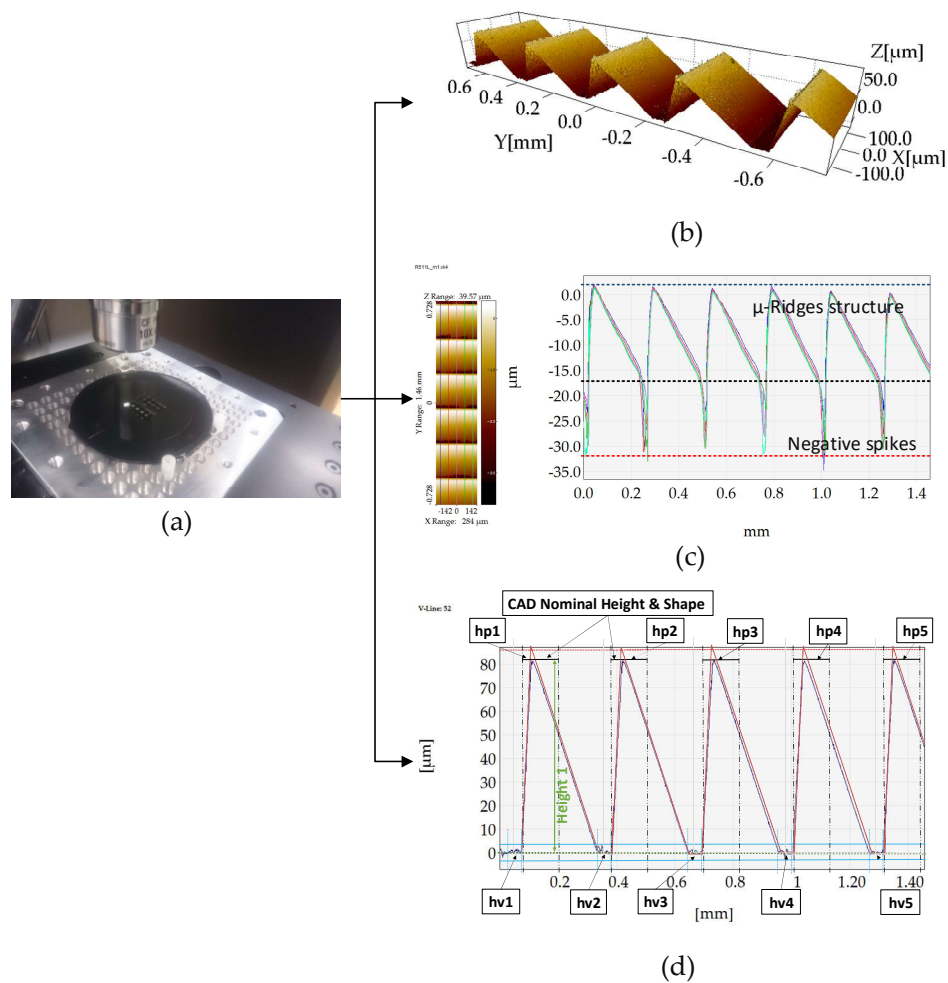 Z[µm]
50.0
0.0
100.0
0.0
-100.0
X[µm]
0.6
0.4
0.2
0.0
-0.2
-0.4
-0.6
Y[mm]
(b)
Z Range: 39.57 µm
0.728
Y Range: 1.46 mm
0
-0.728
-142 0 142
X Range: 284 µm
µm
0.0
-5.0
-10.0
-15.0
-20.0
-25.0
-30.0
-35.0
µ-Ridges structure
Negative spikes
0.0 0.2 0.4 0.6 0.8 1.0 1.2 1.4
mm
(c)
CF
10X
(a)
V-Line: 52
CAD Nominal Height & Shape
hp1
hp2
hp3
hp4
hp5
80
70
60
50
40
30
20
10
0
[µm]
Height 1
0.2 0.4 0.6 0.8 1 1.20 1.40
hv1
hv2
hv3
hv4
hv5
[mm]
(d)